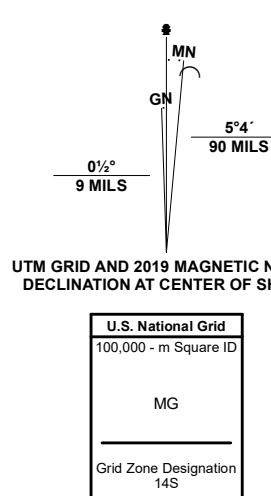 MN
GN
5°4´
90 MILS
0½°
9 MILS
UTM GRID AND 2019 MAGNETIC
DECLINATION AT CENTER OF
U.S. National Grid
100,000 - m Square ID
MG
Grid Zone Designation
14S